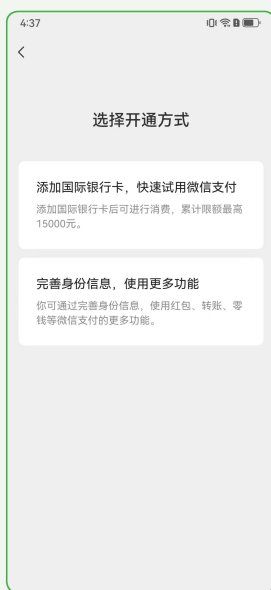 4:37
选择开通方式
添加国际银行卡，快速试用微信支付
添加国际银行卡后可进行消费，累计限额最高
15000元。
完善身份信息，使用更多功能
你可通过完善身份信息，使用红包、转账、零
钱等微信支付的更多功能。